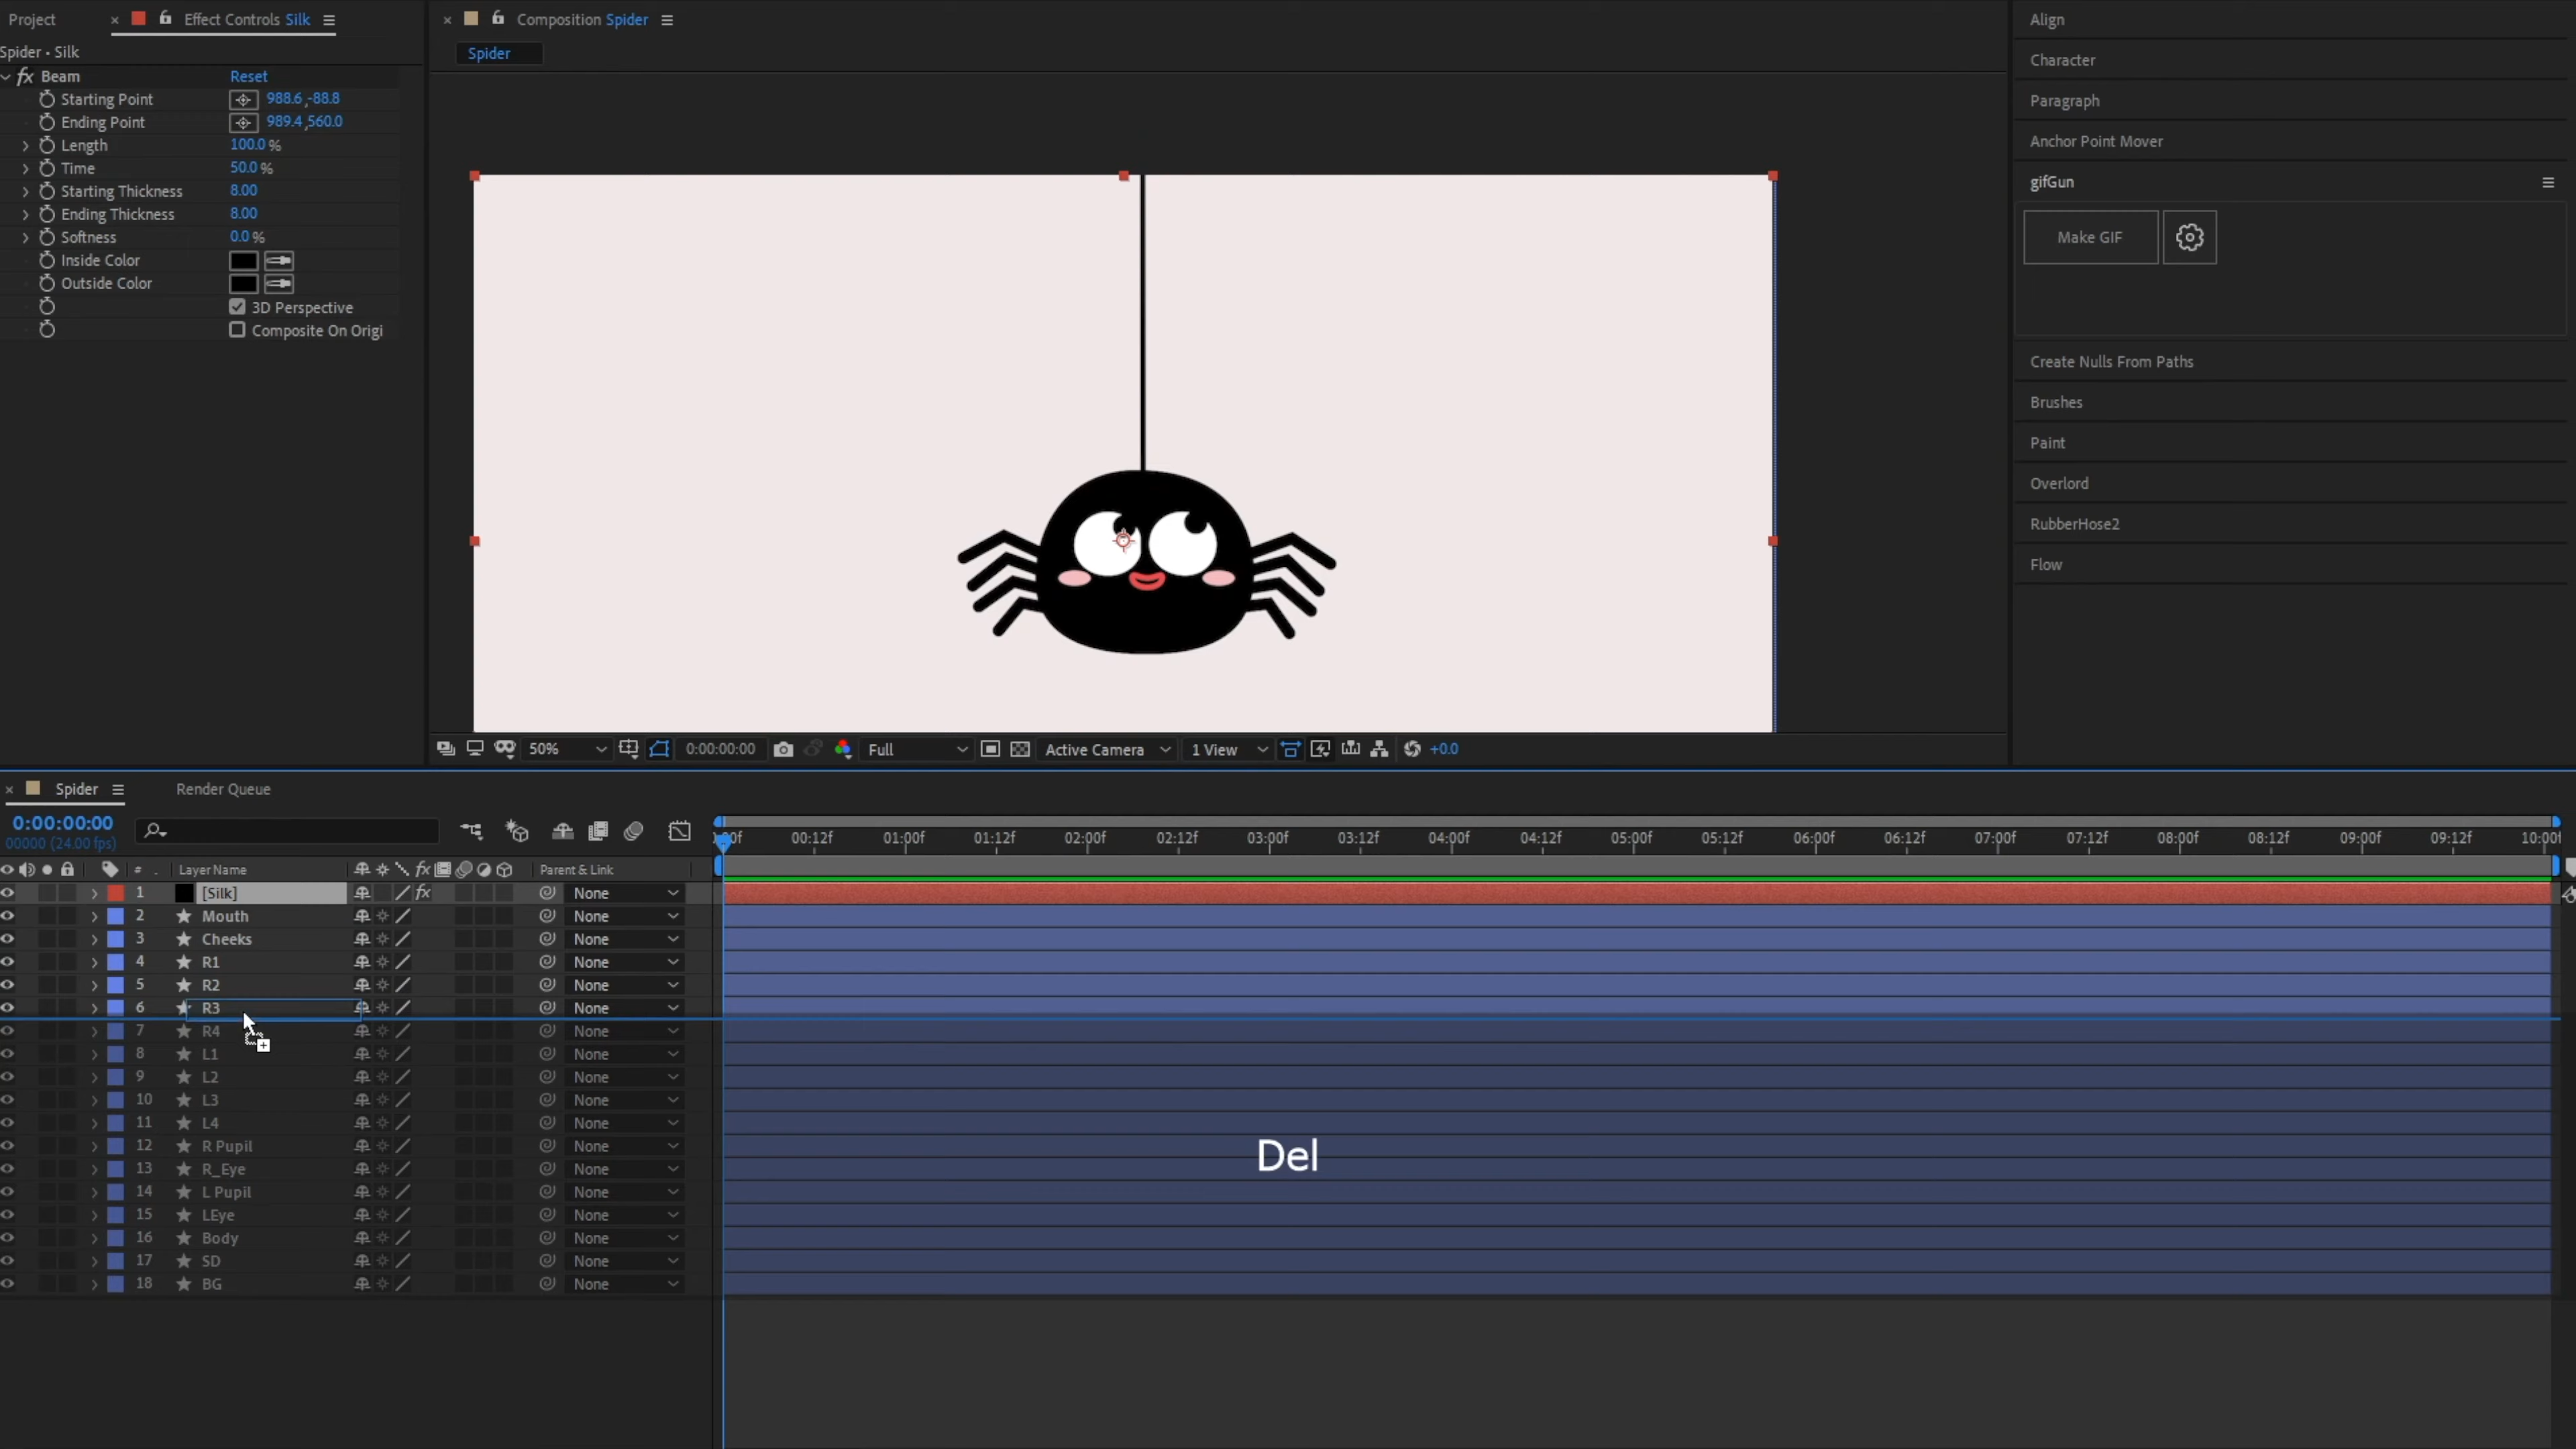 Project
Effect Controls Silk
Spider • Silk
fx Beam Reset
Starting Point 988.6,-88.8
Ending Point 989.4,560.0
Length 100.0 %
Time 50.0 %
Starting Thickness 8.00
Ending Thickness 8.00
Softness 0.0 %
Inside Color
Outside Color
3D Perspective
Composite On Origi
Composition Spider
Spider
50% 0:00:00:00 Full Active Camera 1 View +0.0
Align
Character
Paragraph
Anchor Point Mover
gifGun
Make GIF
Create Nulls From Paths
Brushes
Paint
Overlord
RubberHose2
Flow
Spider Render Queue
0:00:00:00
00000 (24.00 fps)
00f 00:12f 01:00f 01:12f 02:00f 02:12f 03:00f 03:12f 04:00f 04:12f 05:00f 05:12f 06:00f 06:12f 07:00f 07:12f 08:00f 08:12f 09:00f 09:12f 10:00f
# . Layer Name fx Parent & Link
1 [Silk] fx None
2 Mouth None
3 Cheeks None
4 R1 None
5 R2 None
6 R3 None
7 R4 None
8 L1 None
9 L2 None
10 L3 None
11 L4 None
12 R Pupil None
13 R_Eye None
14 L Pupil None
15 LEye None
16 Body None
17 SD None
18 BG None
Del